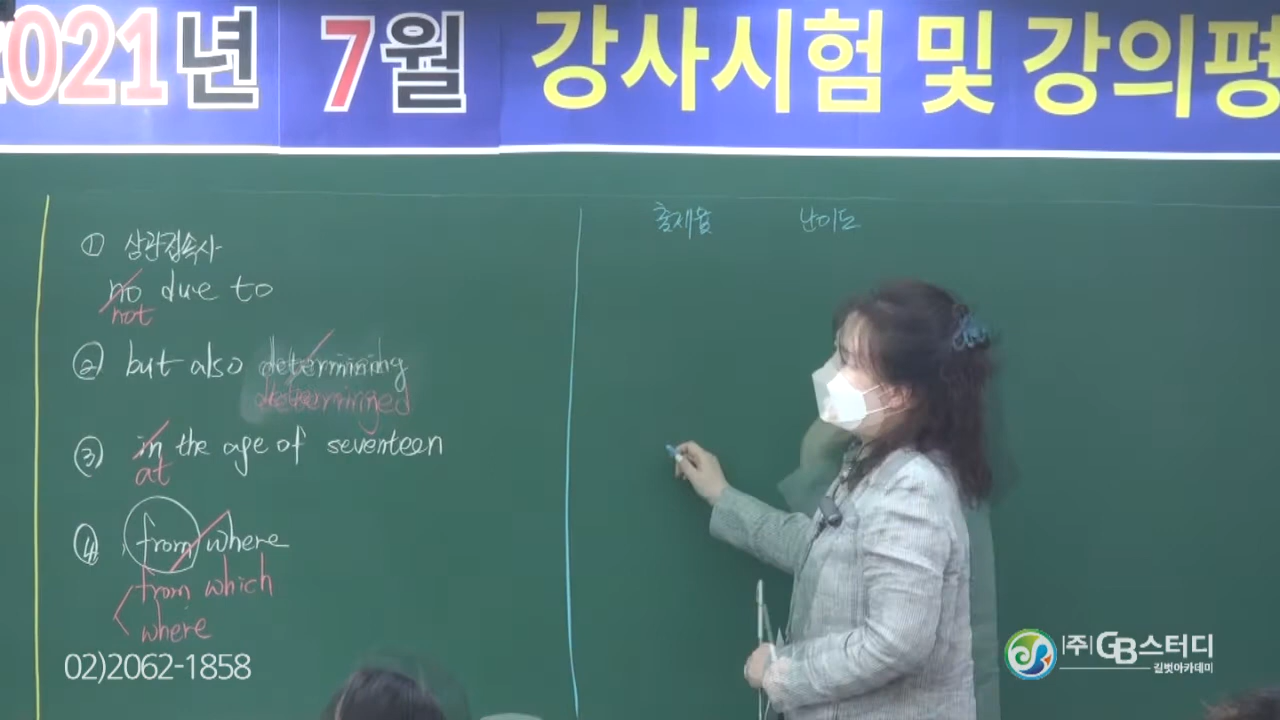 2021년 7월 강사시험 및 강의평
출제율 난이도
① 상관접속사
no due to
not
② but also determining
determined
③ in the age of seventeen
at
④ from where
from which
where
02)2062-1858
(주)GB스터디
길벗아카데미